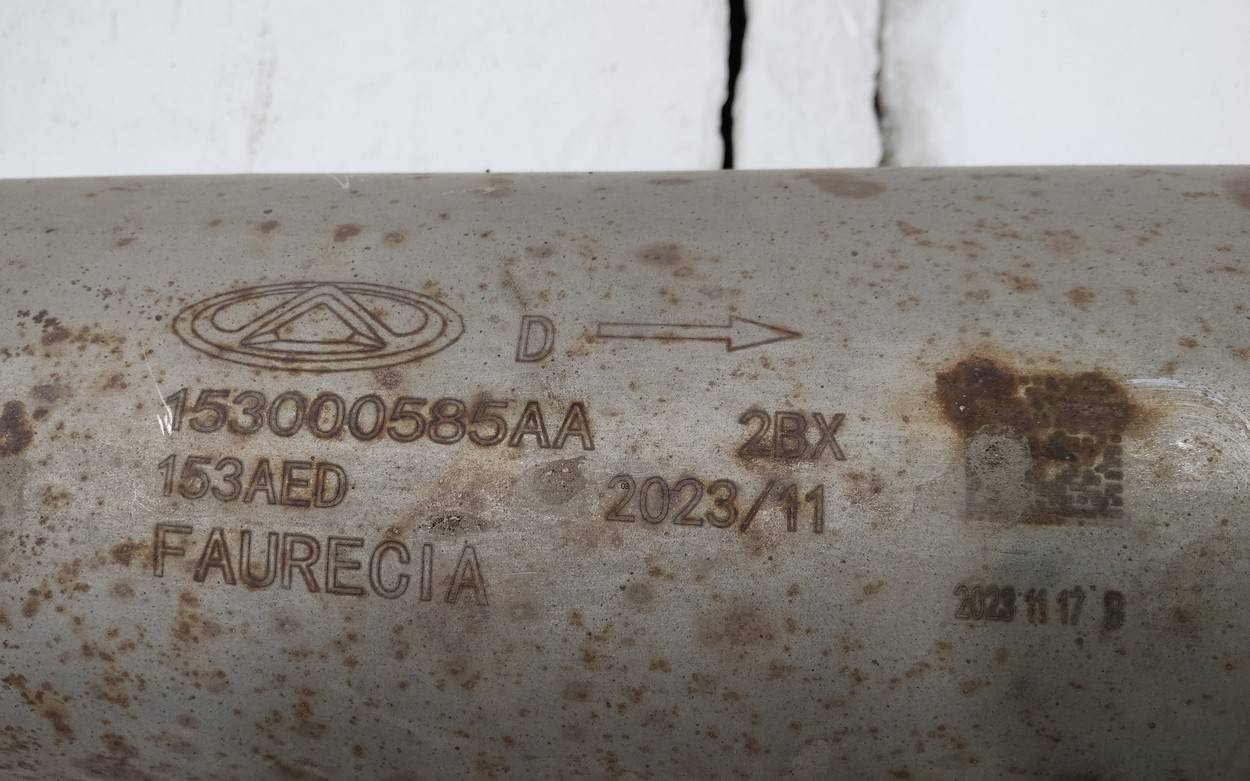 D
153000585AA 2BX
153AED 2023/11
FAURECIA
2023 11 17 B